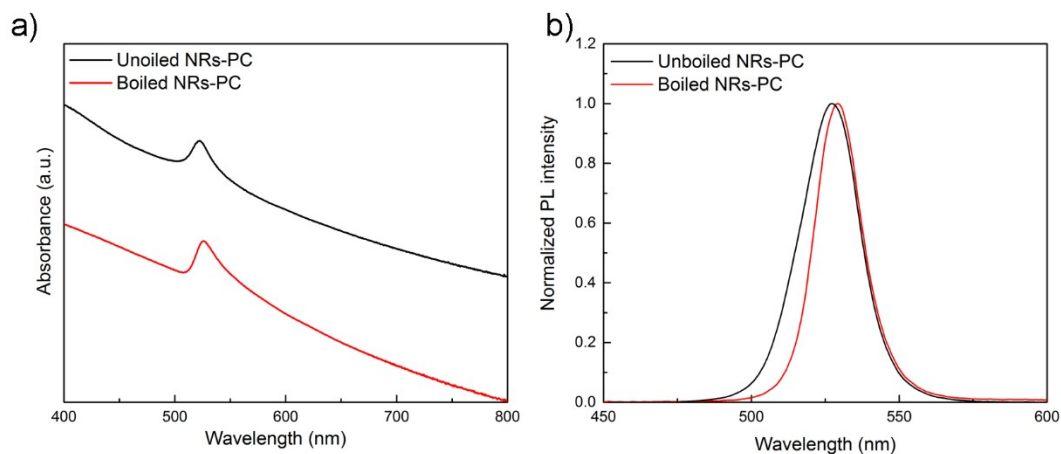 a)
Unoiled NRs-PC
Boiled NRs-PC
Absorbance (a.u.)
400 500 600 700 800
Wavelength (nm)
b)
Unboiled NRs-PC
Boiled NRs-PC
Normalized PL intensity
1.2
1.0
0.8
0.6
0.4
0.2
0.0
450 500 550 600
Wavelength (nm)